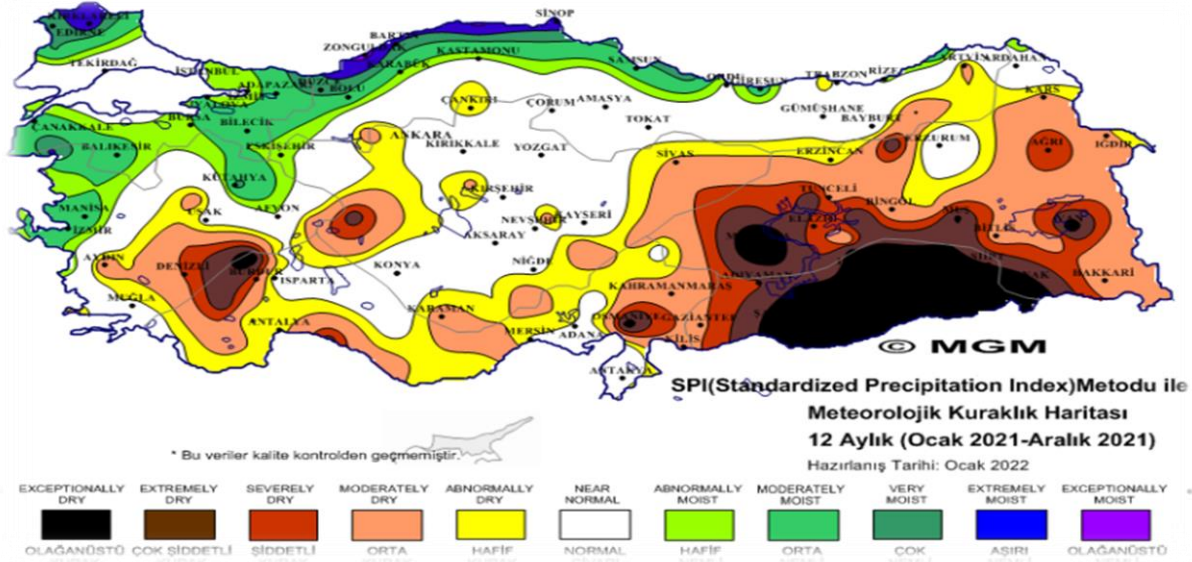 SİNOP
EDİRNE
BARTIN
ZONGULDAK
KASTAMONU
TEKİRDAĞ
İSTANBUL
KARABÜK
SAMSUN
ORDU
GİRESUN
TRABZON
RİZE
ARTVİN
ARDAHAN
ADAPAZARI
DÜZCE
BOLU
YALOVA
ÇANKIRI
ÇORUM
AMASYA
GÜMÜŞHANE
KARS
BAYBURT
ÇANAKKALE
BURSA
BİLECİK
TOKAT
ANKARA
BALIKESİR
ESKİŞEHİR
KIRIKKALE
YOZGAT
SİVAS
ERZİNCAN
ERZURUM
AĞRI
IĞDIR
KÜTAHYA
KIRŞEHİR
TUNCELİ
MANİSA
UŞAK
AFYON
NEVŞEHİR
KAYSERİ
ELAZIĞ
BİNGÖL
MUŞ
VAN
İZMİR
AKSARAY
BİTLİS
AYDIN
DENİZLİ
BURDUR
ISPARTA
KONYA
NİĞDE
ADIYAMAN
HAKKARİ
MUĞLA
KAHRAMANMARAŞ
KARAMAN
ANTALYA
OSMANİYE
GAZİANTEP
MERSİN
ADANA
KİLİS
ANTAKYA
© MGM
SPI(Standardized Precipitation Index)Metodu ile
Meteorolojik Kuraklık Haritası
12 Aylık (Ocak 2021-Aralık 2021)
Hazırlanış Tarihi: Ocak 2022
* Bu veriler kalite kontrolden geçmemiştir.
EXCEPTIONALLY DRY
EXTREMELY DRY
SEVERELY DRY
MODERATELY DRY
ABNORMALLY DRY
NEAR NORMAL
ABNORMALLY MOIST
MODERATELY MOIST
VERY MOIST
EXTREMELY MOIST
EXCEPTIONALLY MOIST
OLAĞANÜSTÜ
ÇOK ŞİDDETLİ
ŞİDDETLİ
ORTA
HAFİF
NORMAL
HAFİF
ORTA
ÇOK
AŞIRI
OLAĞANÜSTÜ